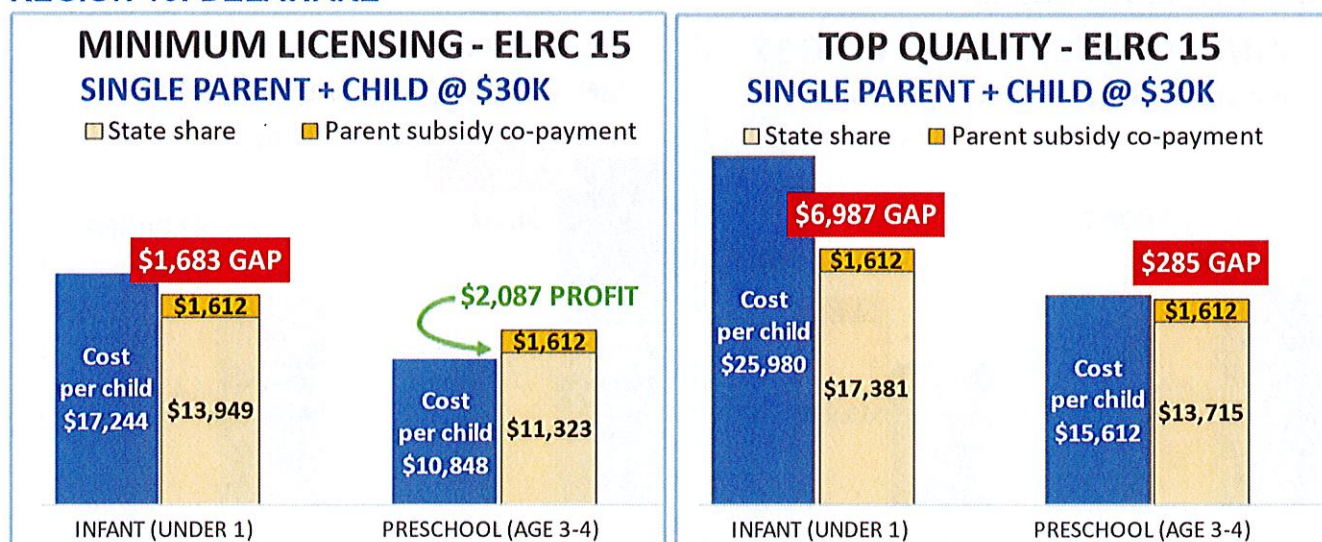 MINIMUM LICENSING - ELRC 15
SINGLE PARENT + CHILD @ $30K
State share
Parent subsidy co-payment
$1,683 GAP
$1,612
Cost
per child
$17,244
$13,949
$2,087 PROFIT
$1,612
Cost
per child
$10,848
$11,323
INFANT (UNDER 1)
PRESCHOOL (AGE 3-4)
TOP QUALITY - ELRC 15
SINGLE PARENT + CHILD @ $30K
State share
Parent subsidy co-payment
$6,987 GAP
$1,612
Cost
per child
$25,980
$17,381
$285 GAP
$1,612
Cost
per child
$15,612
$13,715
INFANT (UNDER 1)
PRESCHOOL (AGE 3-4)